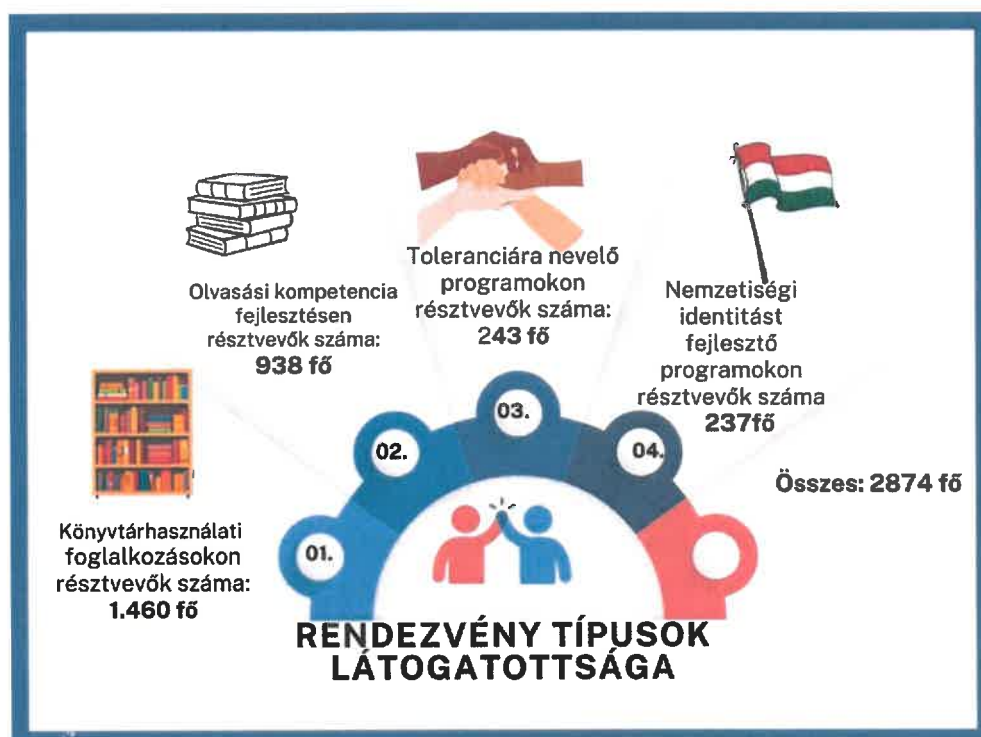 Könyvtárhasználati
foglalkozásokon
résztvevők száma:
1.460 fő
01.
Olvasási kompetencia
fejlesztésen
résztvevők száma:
938 fő
02.
Toleranciára nevelő
programokon
résztvevők száma:
243 fő
03.
Nemzetiségi
identitást
fejlesztő
programokon
résztvevők száma
237fő
04.
Összes: 2874 fő
RENDEZVÉNY TÍPUSOK
LÁTOGATOTTSÁGA